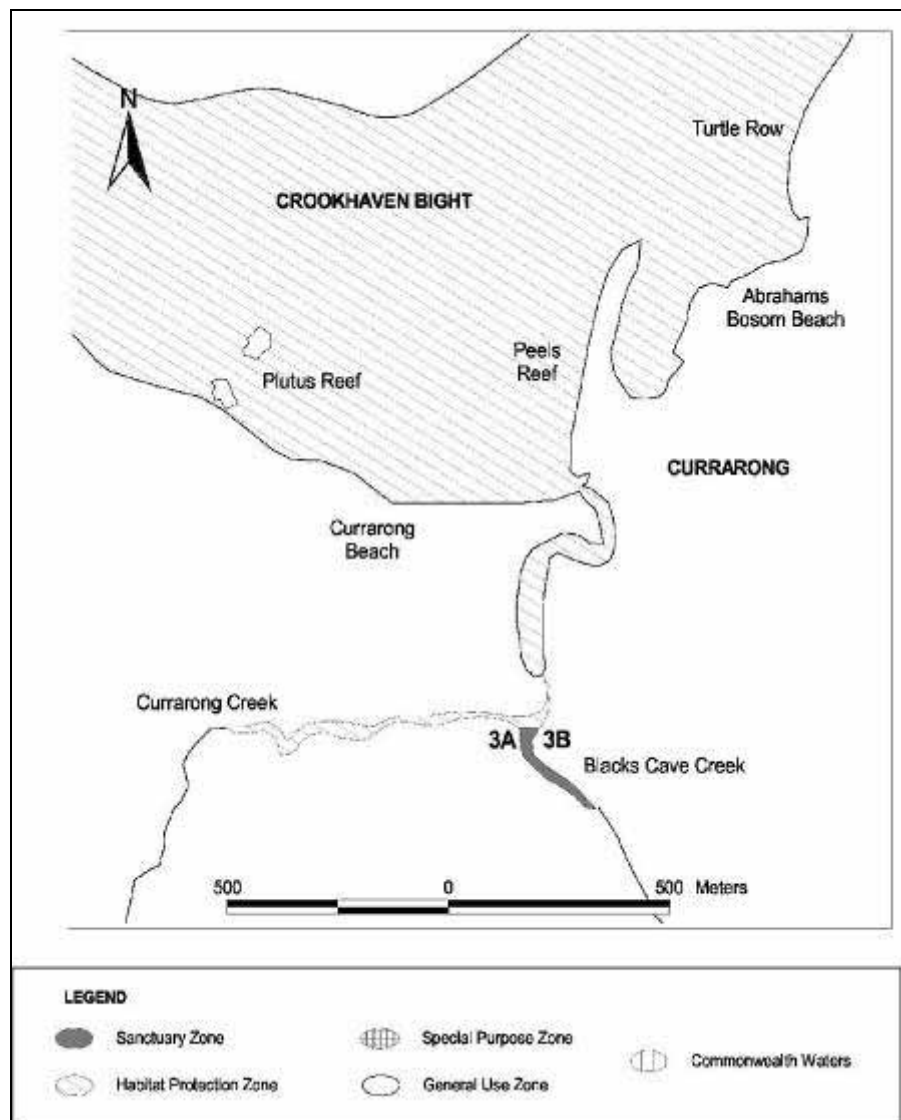 N
Turtle Row
CROOKHAVEN BIGHT
Abrahams
Bosom Beach
Peels
Reef
Plutus Reef
CURRARONG
Currarong
Beach
Currarong Creek
3A 3B
Blacks Cave Creek
500 0 500 Meters
LEGEND
Sanctuary Zone
Special Purpose Zone
Commonwealth Waters
Habitat Protection Zone
General Use Zone